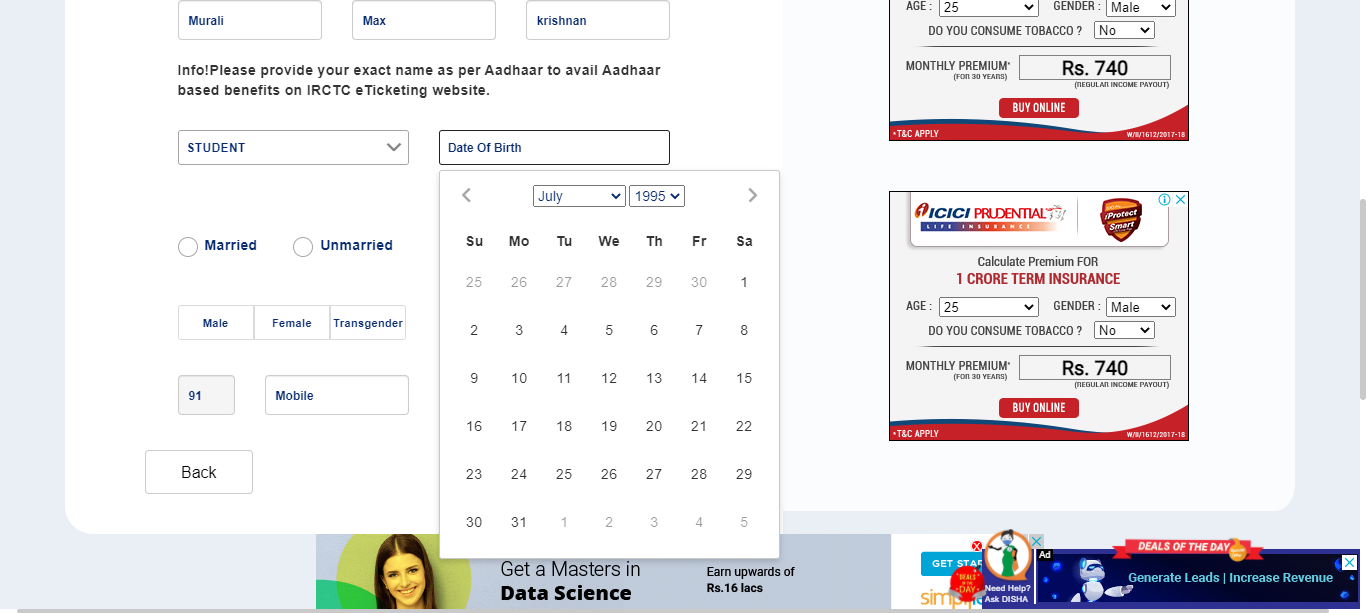 Murali Max krishnan
Info!Please provide your exact name as per Aadhaar to avail Aadhaar
based benefits on IRCTC eTicketing website.
STUDENT
Date Of Birth
July 1995
Su Mo Tu We Th Fr Sa
25 26 27 28 29 30 1
2 3 4 5 6 7 8
9 10 11 12 13 14 15
16 17 18 19 20 21 22
23 24 25 26 27 28 29
30 31 1 2 3 4 5
Married Unmarried
Male Female Transgender
91 Mobile
Back
AGE : 25 GENDER : Male
DO YOU CONSUME TOBACCO ? No
MONTHLY PREMIUM* Rs. 740
(FOR 30 YEARS) (REGULAR INCOME PAYOUT)
BUY ONLINE
*T&C APPLY W/II/1612/2017-18
ICICI PRUDENTIAL
LIFE INSURANCE
iProtect
Smart
Calculate Premium FOR
1 CRORE TERM INSURANCE
AGE : 25 GENDER : Male
DO YOU CONSUME TOBACCO ? No
MONTHLY PREMIUM* Rs. 740
(FOR 30 YEARS) (REGULAR INCOME PAYOUT)
BUY ONLINE
*T&C APPLY W/II/1612/2017-18
Get a Masters in
Data Science
Earn upwards of
Rs.16 lacs
GET STAR
simpl
DEALS
OF THE
DAY
Need Help?
Ask DISHA
Ad
DEALS OF THE DAY
Generate Leads | Increase Revenue